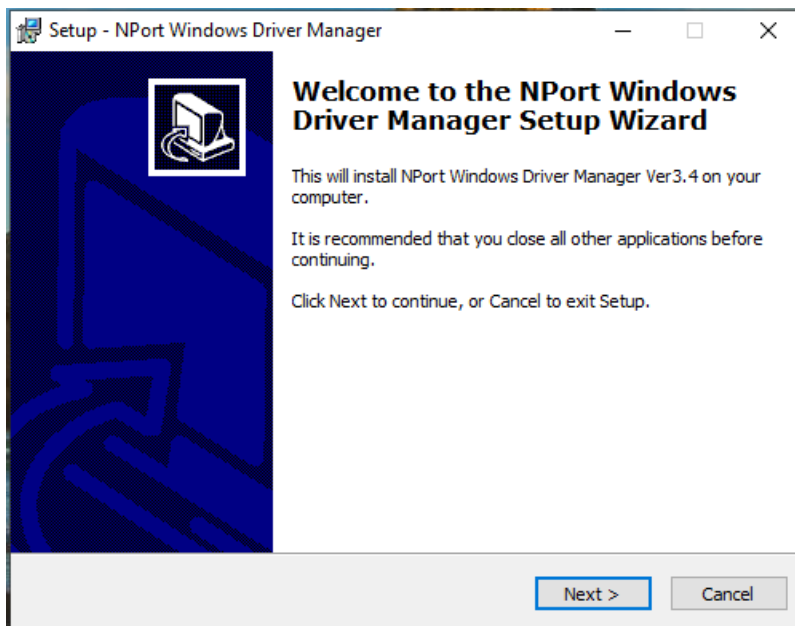 Setup - NPort Windows Driver Manager
Welcome to the NPort Windows
Driver Manager Setup Wizard
This will install NPort Windows Driver Manager Ver3.4 on your
computer.
It is recommended that you close all other applications before
continuing.
Click Next to continue, or Cancel to exit Setup.
Next >
Cancel